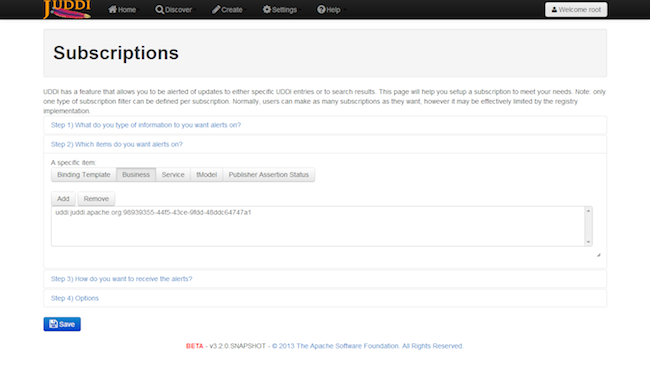 JUDDI
Home Discover Create Settings Help Welcome root
Subscriptions
UDDI has a feature that allows you to be alerted of updates to either specific UDDI entries or to search results. This page will help you setup a subscription to meet your needs. Note: only
one type of subscription filter can be defined per subscription. Normally, users can make as many subscriptions as they want, however it may be effectively limited by the registry
implementation.
Step 1) What do you type of information to you want alerts on?
Step 2) Which items do you want alerts on?
A specific item:
Binding Template Business Service tModel Publisher Assertion Status
Add Remove
uddi:juddi.apache.org:98939355-44f5-43ce-9fdd-48ddc64747a1
Step 3) How do you want to receive the alerts?
Step 4) Options
Save
BETA - v3.2.0.SNAPSHOT - © 2013 The Apache Software Foundation. All Rights Reserved.